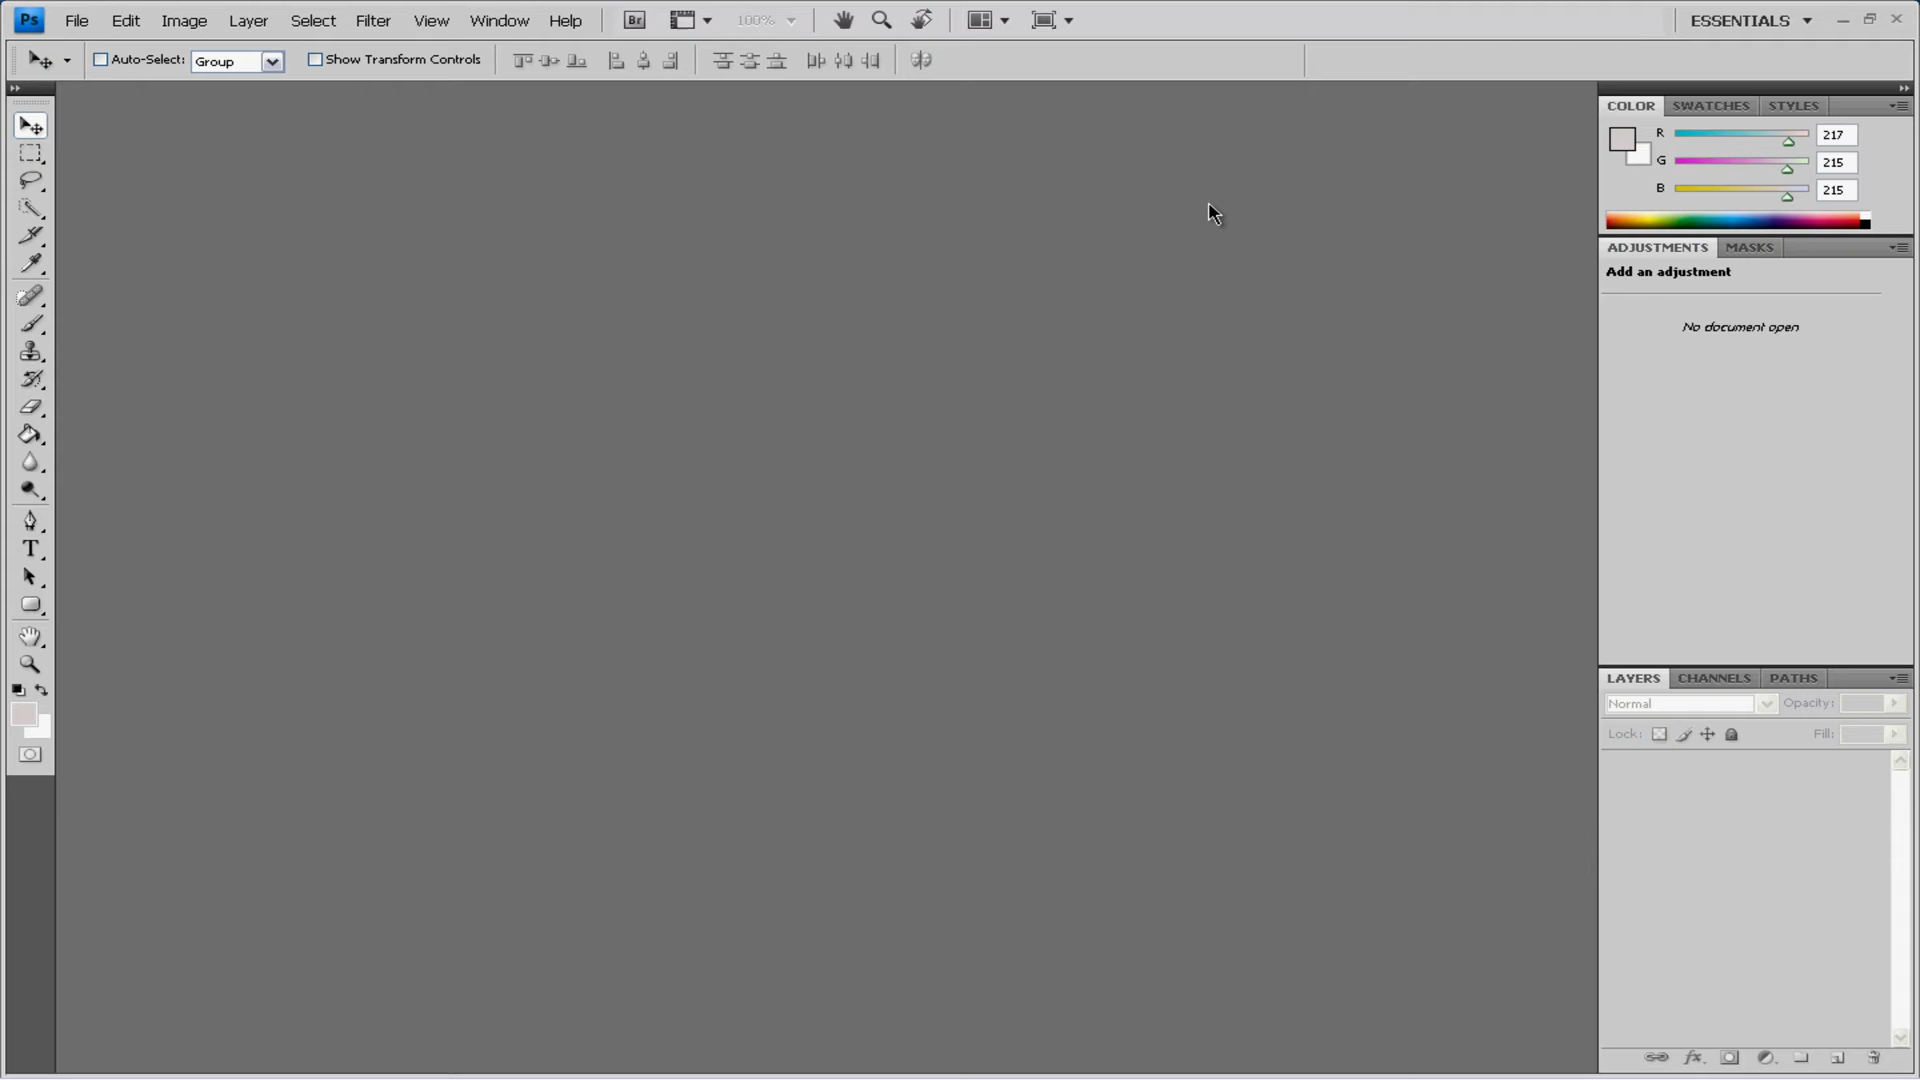 Ps File Edit Image Layer Select Filter View Window Help Br 100% ESSENTIALS
Auto-Select: Group Show Transform Controls
COLOR SWATCHES STYLES
R 217
G 215
B 215
ADJUSTMENTS MASKS
Add an adjustment
No document open
T
LAYERS CHANNELS PATHS
Normal Opacity:
Lock: Fill:
fx